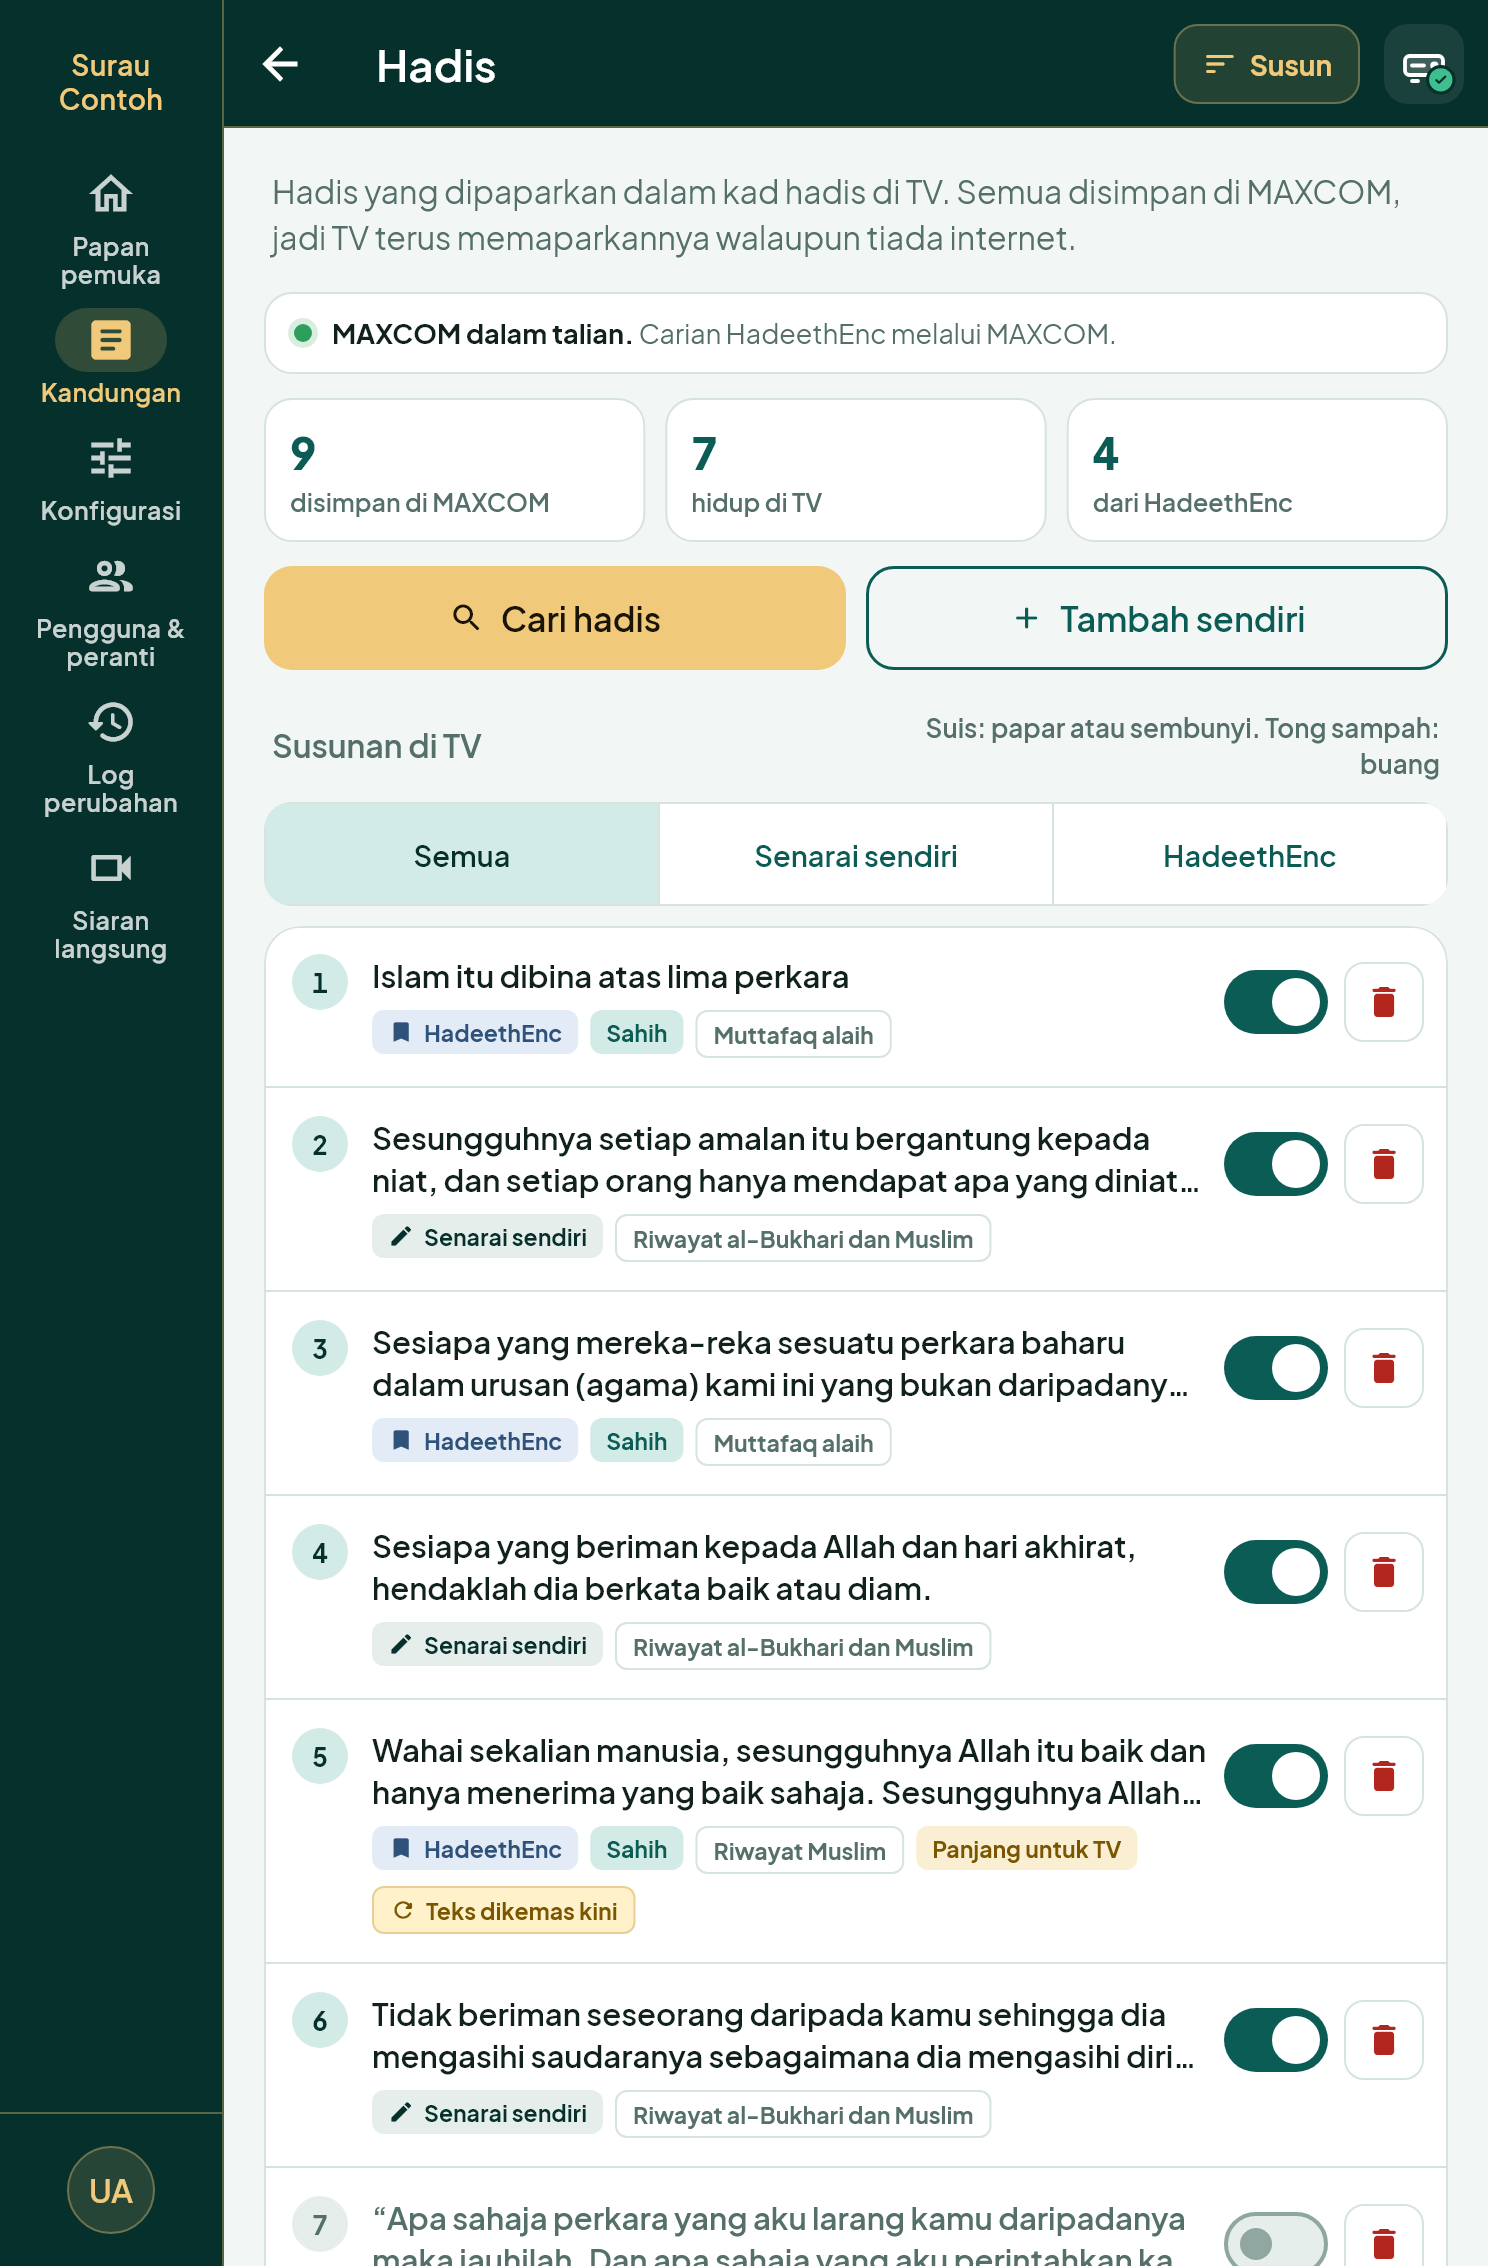 Surau
Contoh
Papan
pemuka
Kandungan
Konfigurasi
Pengguna &
peranti
Log
perubahan
Siaran
langsung
UA
Hadis
Susun
Hadis yang dipaparkan dalam kad hadis di TV. Semua disimpan di MAXCOM,
jadi TV terus memaparkannya walaupun tiada internet.
MAXCOM dalam talian. Carian HadeethEnc melalui MAXCOM.
9
disimpan di MAXCOM
7
hidup di TV
4
dari HadeethEnc
Cari hadis
Tambah sendiri
Susunan di TV
Suis: papar atau sembunyi. Tong sampah:
buang
Semua
Senarai sendiri
HadeethEnc
1
Islam itu dibina atas lima perkara
HadeethEnc
Sahih
Muttafaq alaih
2
Sesungguhnya setiap amalan itu bergantung kepada
niat, dan setiap orang hanya mendapat apa yang diniat...
Senarai sendiri
Riwayat al-Bukhari dan Muslim
3
Sesiapa yang mereka-reka sesuatu perkara baharu
dalam urusan (agama) kami ini yang bukan daripadany...
HadeethEnc
Sahih
Muttafaq alaih
4
Sesiapa yang beriman kepada Allah dan hari akhirat,
hendaklah dia berkata baik atau diam.
Senarai sendiri
Riwayat al-Bukhari dan Muslim
5
Wahai sekalian manusia, sesungguhnya Allah itu baik dan
hanya menerima yang baik sahaja. Sesungguhnya Allah...
HadeethEnc
Sahih
Riwayat Muslim
Panjang untuk TV
Teks dikemas kini
6
Tidak beriman seseorang daripada kamu sehingga dia
mengasihi saudaranya sebagaimana dia mengasihi diri...
Senarai sendiri
Riwayat al-Bukhari dan Muslim
7
“Apa sahaja perkara yang aku larang kamu daripadanya
maka jauhilah. Dan apa sahaja yang aku perintahkan ka...